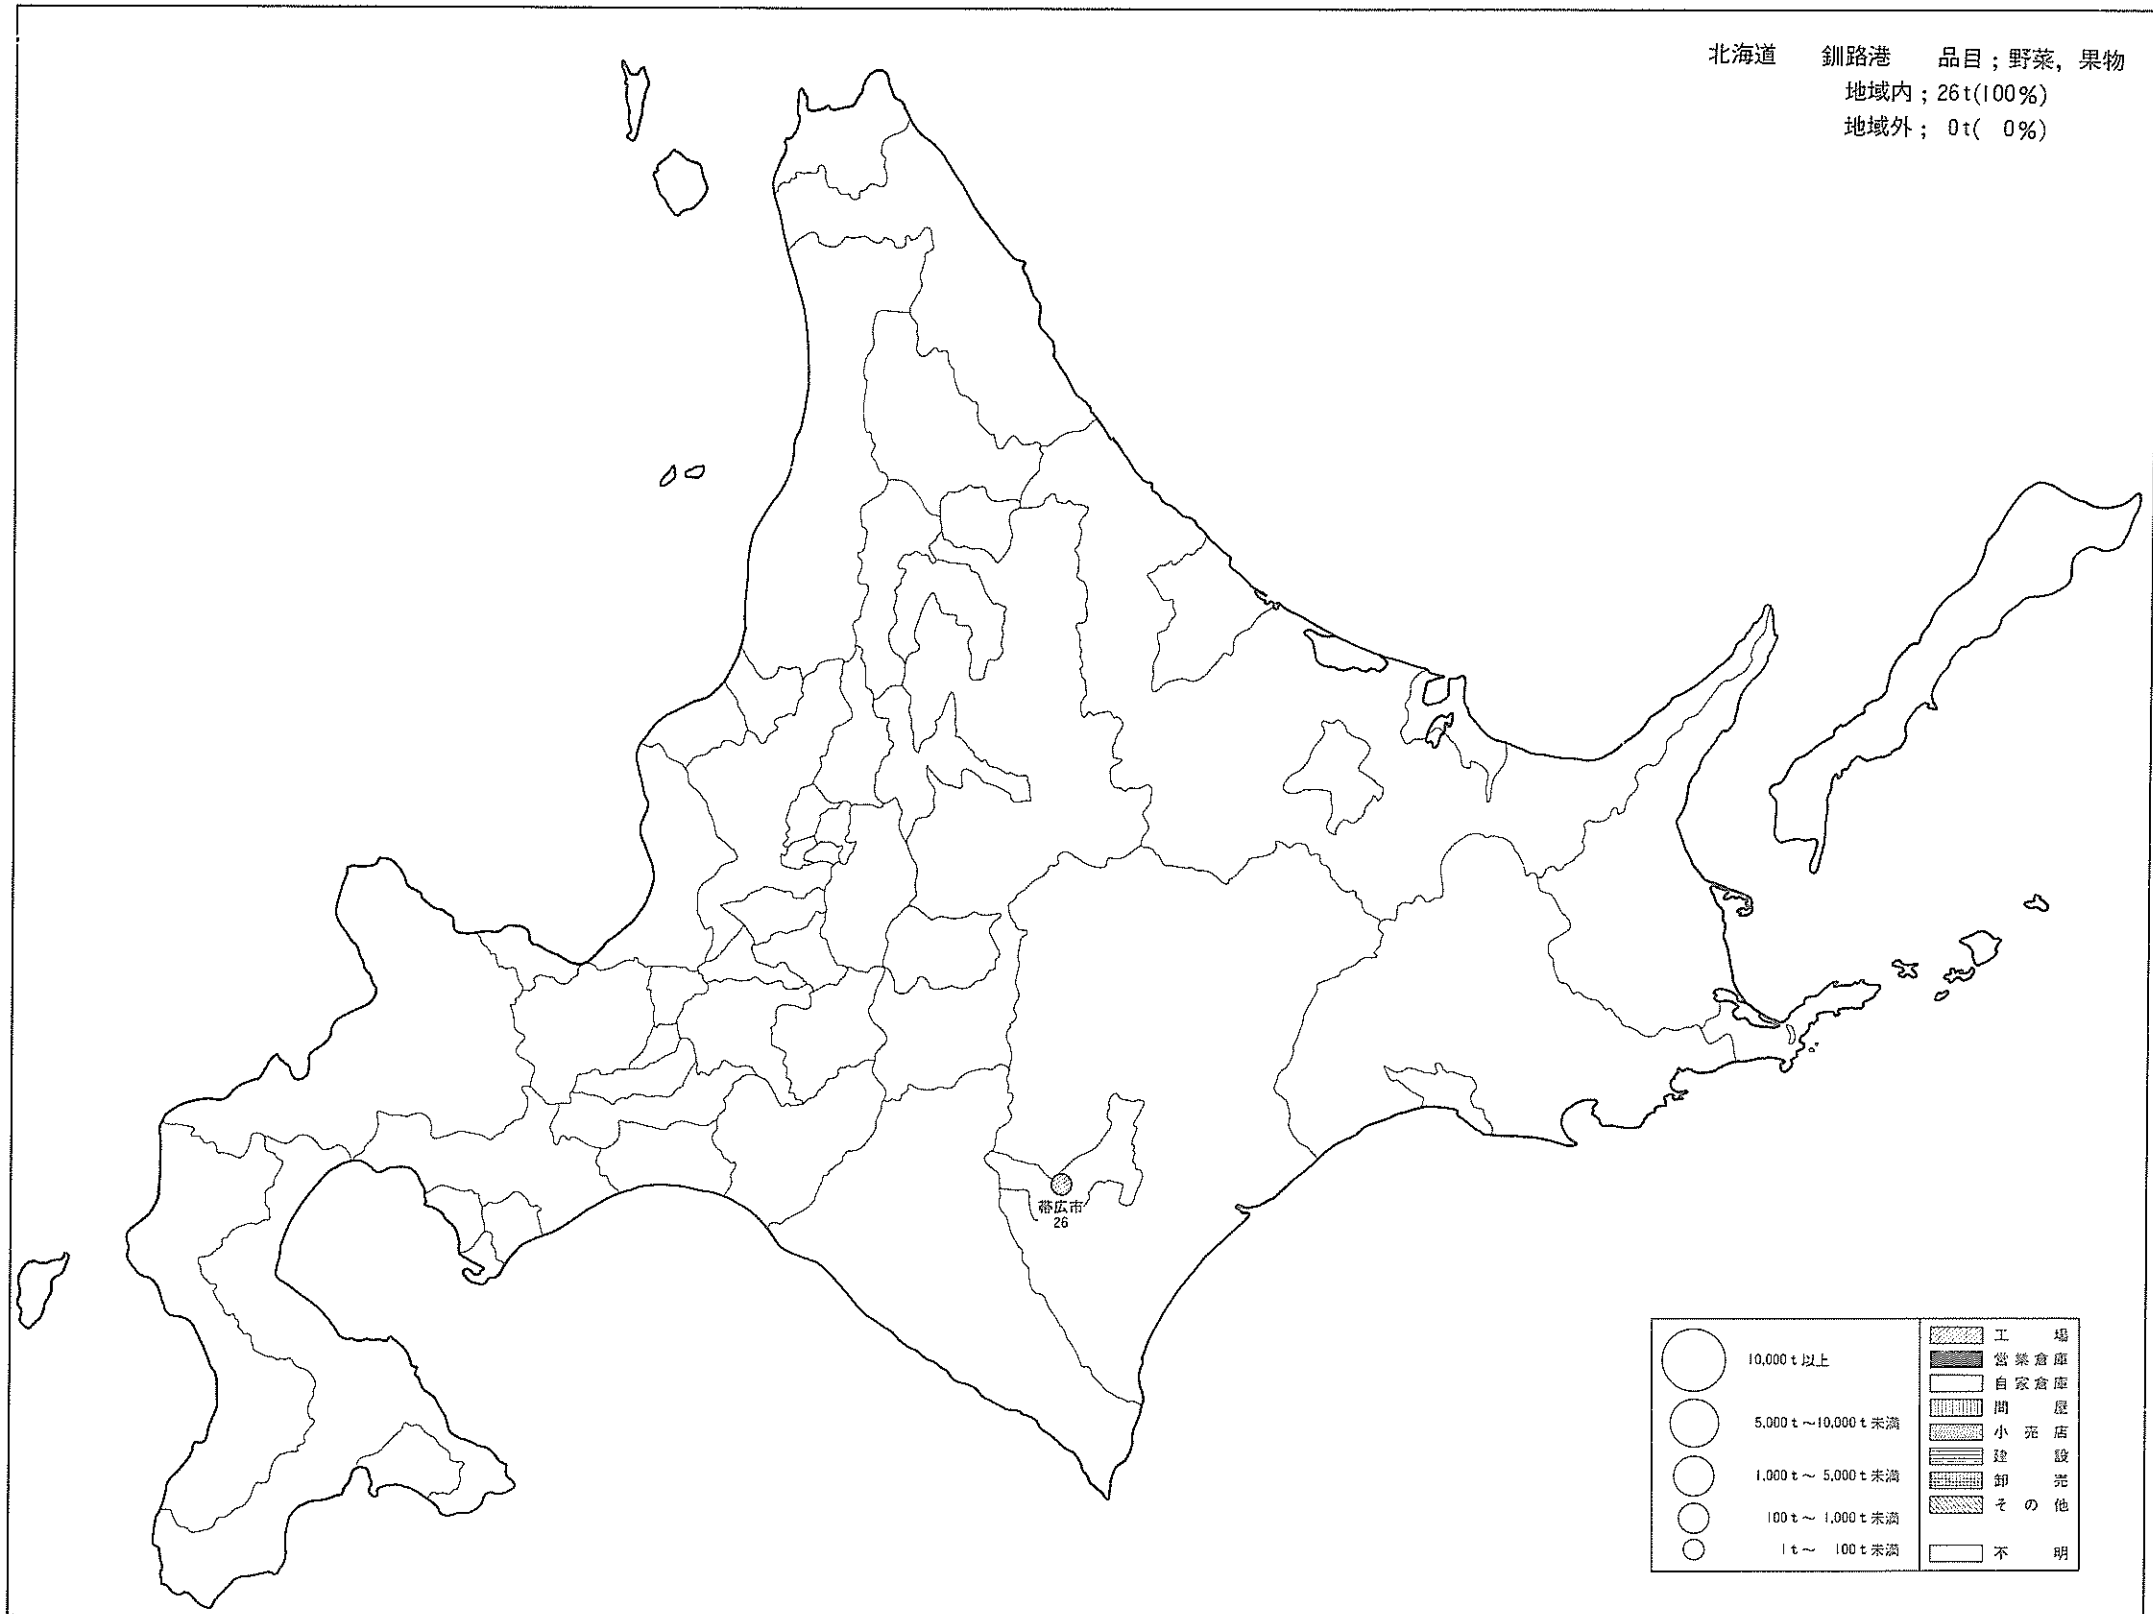 北海道 釧路港 品目；野菜，果物
地域内；26t(100%)
地域外； 0t( 0%)
帯広市
26
10,000t以上
5,000t～10,000t未満
1,000t～ 5,000t未満
100t～ 1,000t未満
1t～ 100t未満
工場
営業倉庫
自家倉庫
問屋
小売店
建設
卸売
その他
不明